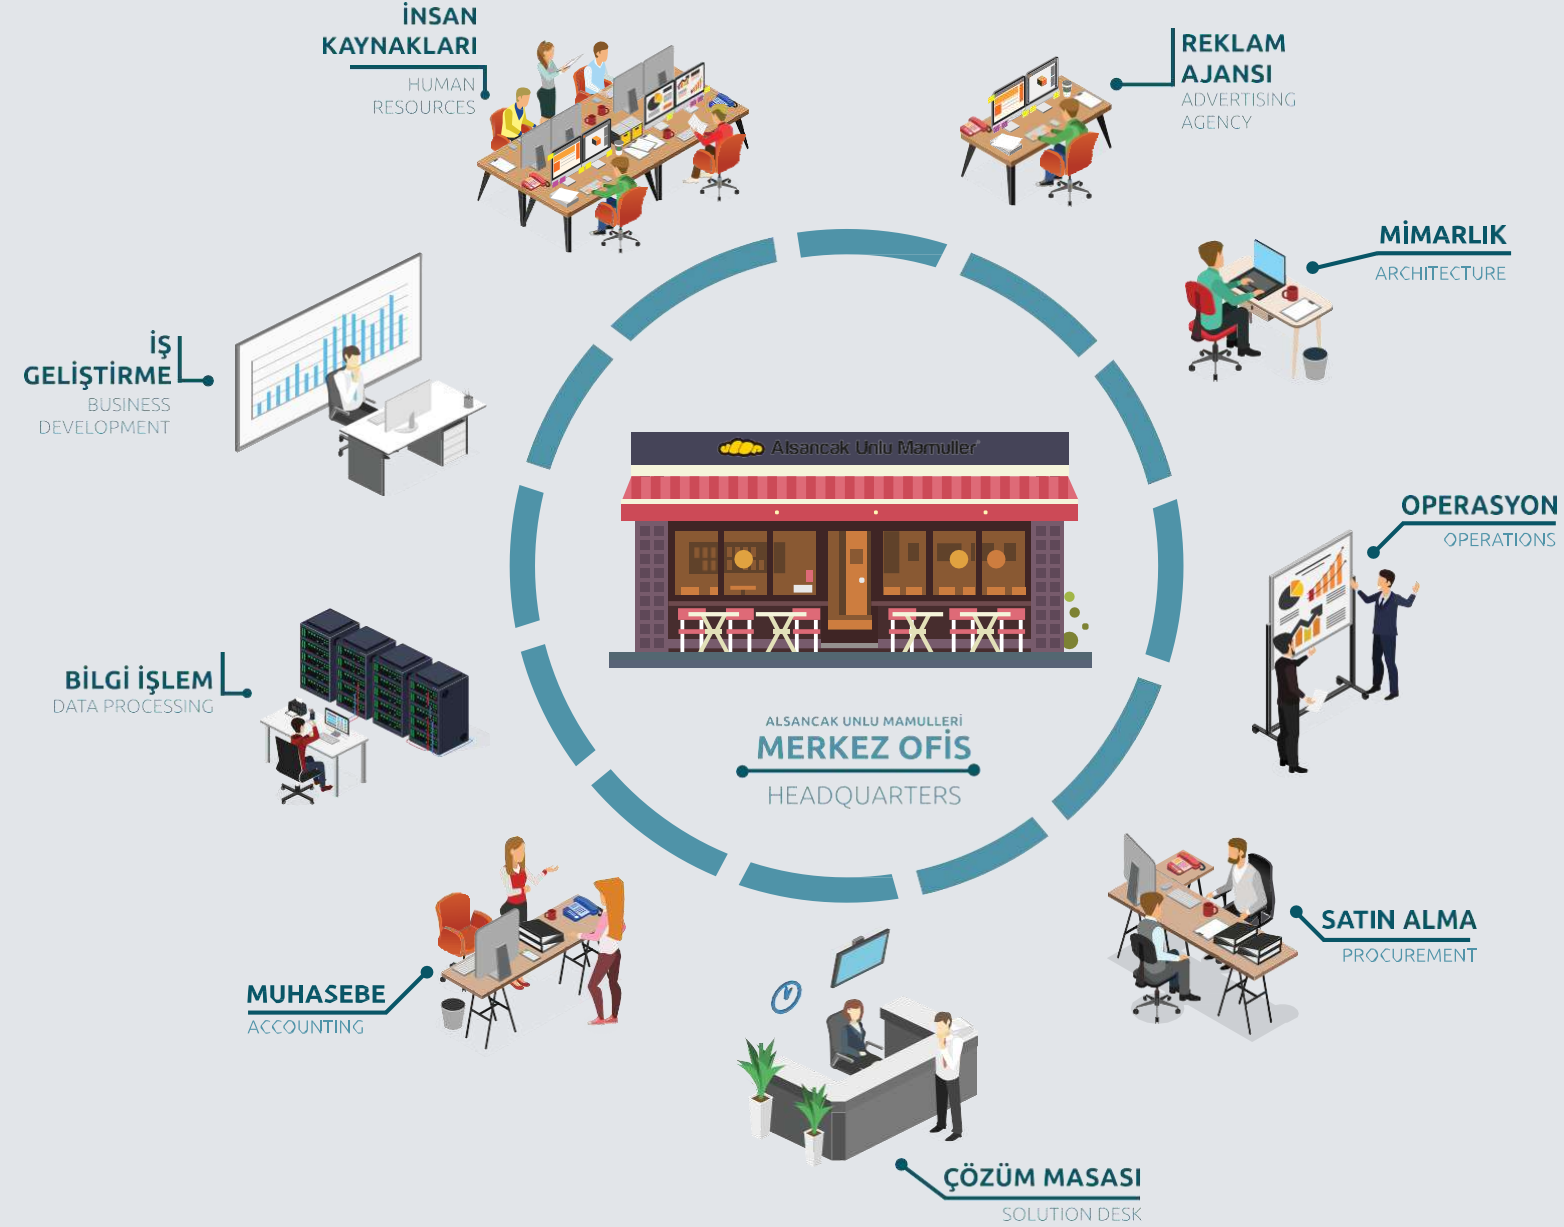 İNSAN
KAYNAKLARI
HUMAN
RESOURCES
REKLAM
AJANSI
ADVERTISING
AGENCY
MİMARLIK
ARCHITECTURE
İŞ
GELİŞTİRME
BUSINESS
DEVELOPMENT
Alsancak Unlu Mamuller
OPERASYON
OPERATIONS
BİLGİ İŞLEM
DATA PROCESSING
ALSANCAK UNLU MAMULLERİ
MERKEZ OFİS
HEADQUARTERS
SATIN ALMA
PROCUREMENT
MUHASEBE
ACCOUNTING
ÇÖZÜM MASASI
SOLUTION DESK